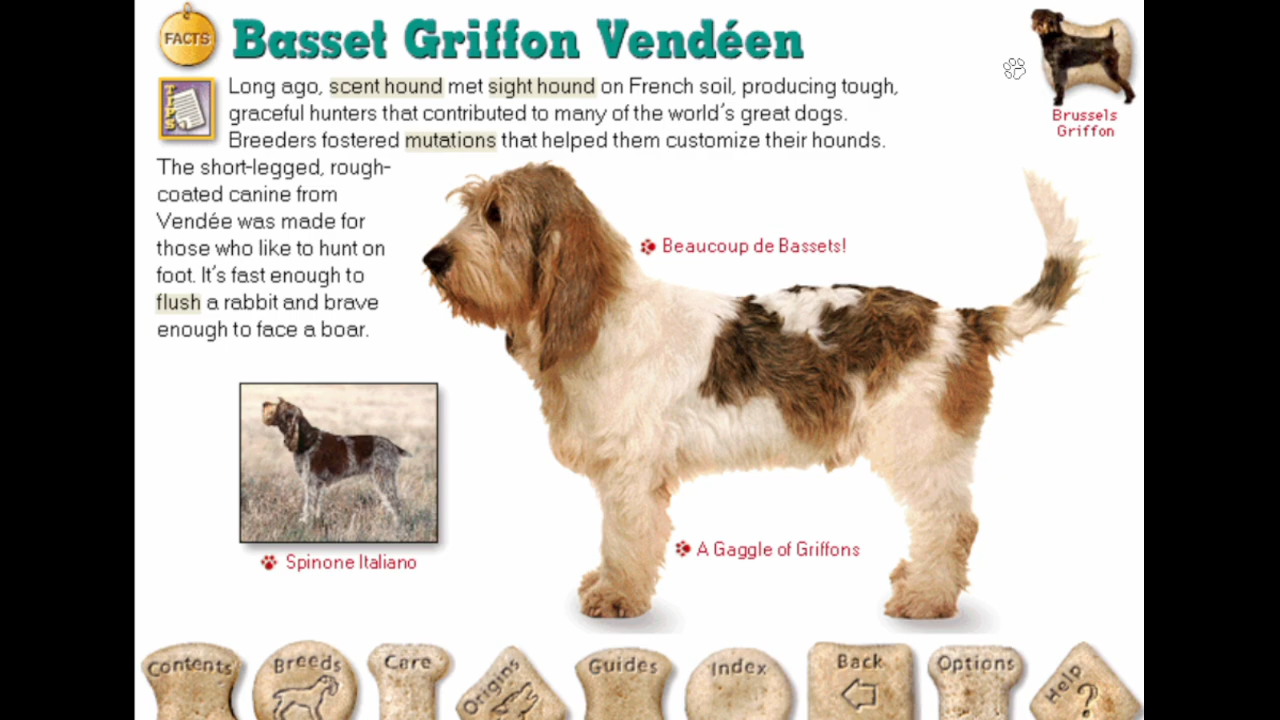 FACTS
Basset Griffon Vendéen
TIPS
Long ago, scent hound met sight hound on French soil, producing tough,
graceful hunters that contributed to many of the world's great dogs.
Breeders fostered mutations that helped them customize their hounds.
The short-legged, rough-
coated canine from
Vendée was made for
those who like to hunt on
foot. It's fast enough to
flush a rabbit and brave
enough to face a boar.
Brussels
Griffon
Beaucoup de Bassets!
A Gaggle of Griffons
Spinone Italiano
Contents
Breeds
Care
Origins
Guides
Index
Back
Options
Help
?